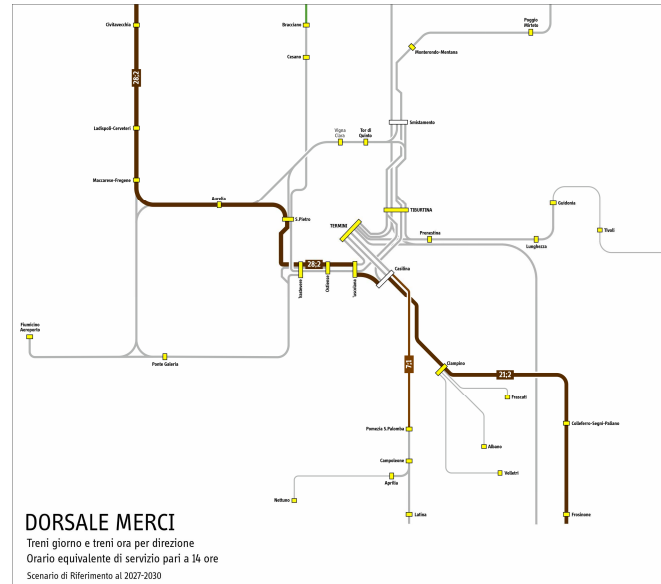 Civitavecchia
Bracciano
Poggio
Mirteto
Cesano
Monterondo-Mentana
28:2
Ladispoli-Cerveteri
Smistamento
Vigna
Clara
Tor di
Quinto
Maccarese-Fregene
Aurelia
Guidonia
S.Pietro
TIBURTINA
TERMINI
Prenestina
Tivoli
Lunghezza
28:2
Casilina
Trastevere
Ostiense
Tuscolana
Fiumicino
Aeroporto
Ponte Galeria
7:1
Ciampino
21:2
Frascati
Pomezia S.Palomba
Colleferro-Segni-Paliano
Albano
Campoleone
Velletri
Aprilia
Nettuno
Latina
Frosinone
DORSALE MERCI
Treni giorno e treni ora per direzione
Orario equivalente di servizio pari a 14 ore
Scenario di Riferimento al 2027-2030